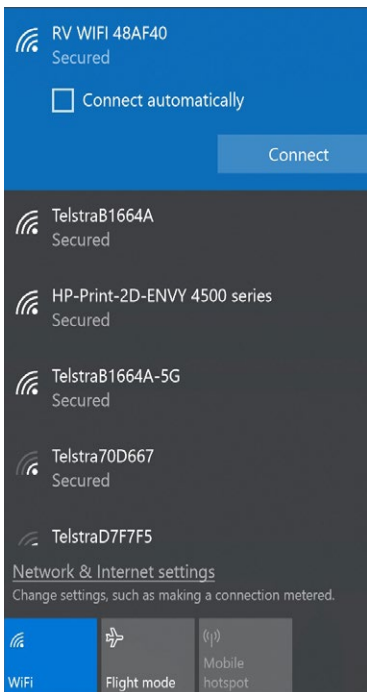 RV WIFI 48AF40
Secured
Connect automatically
Connect
TelstraB1664A
Secured
HP-Print-2D-ENVY 4500 series
Secured
TelstraB1664A-5G
Secured
Telstra70D667
Secured
TelstraD7F7F5
Network & Internet settings
Change settings, such as making a connection metered.
WiFi
Flight mode
Mobile
hotspot